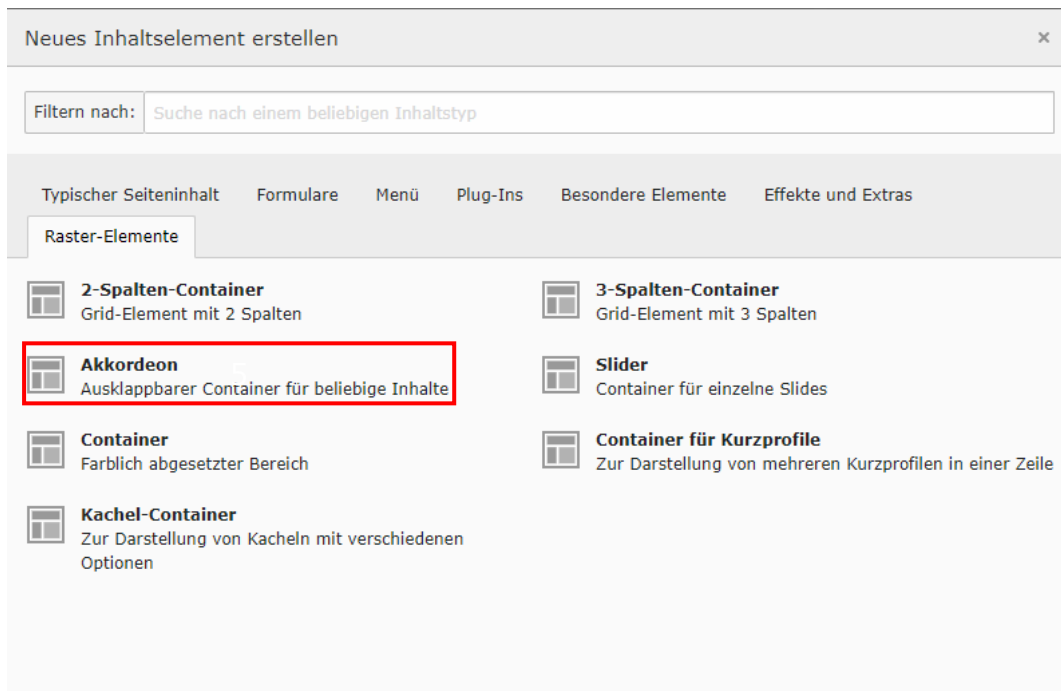 Neues Inhaltselement erstellen ×
Filtern nach: Suche nach einem beliebigen Inhaltstyp
Typischer Seiteninhalt Formulare Menü Plug-Ins Besondere Elemente Effekte und Extras
Raster-Elemente
2-Spalten-Container
Grid-Element mit 2 Spalten
3-Spalten-Container
Grid-Element mit 3 Spalten
Akkordeon
5
Ausklappbarer Container für beliebige Inhalte
Slider
Container für einzelne Slides
Container
Farblich abgesetzter Bereich
Container für Kurzprofile
Zur Darstellung von mehreren Kurzprofilen in einer Zeile
Kachel-Container
Zur Darstellung von Kacheln mit verschiedenen
Optionen